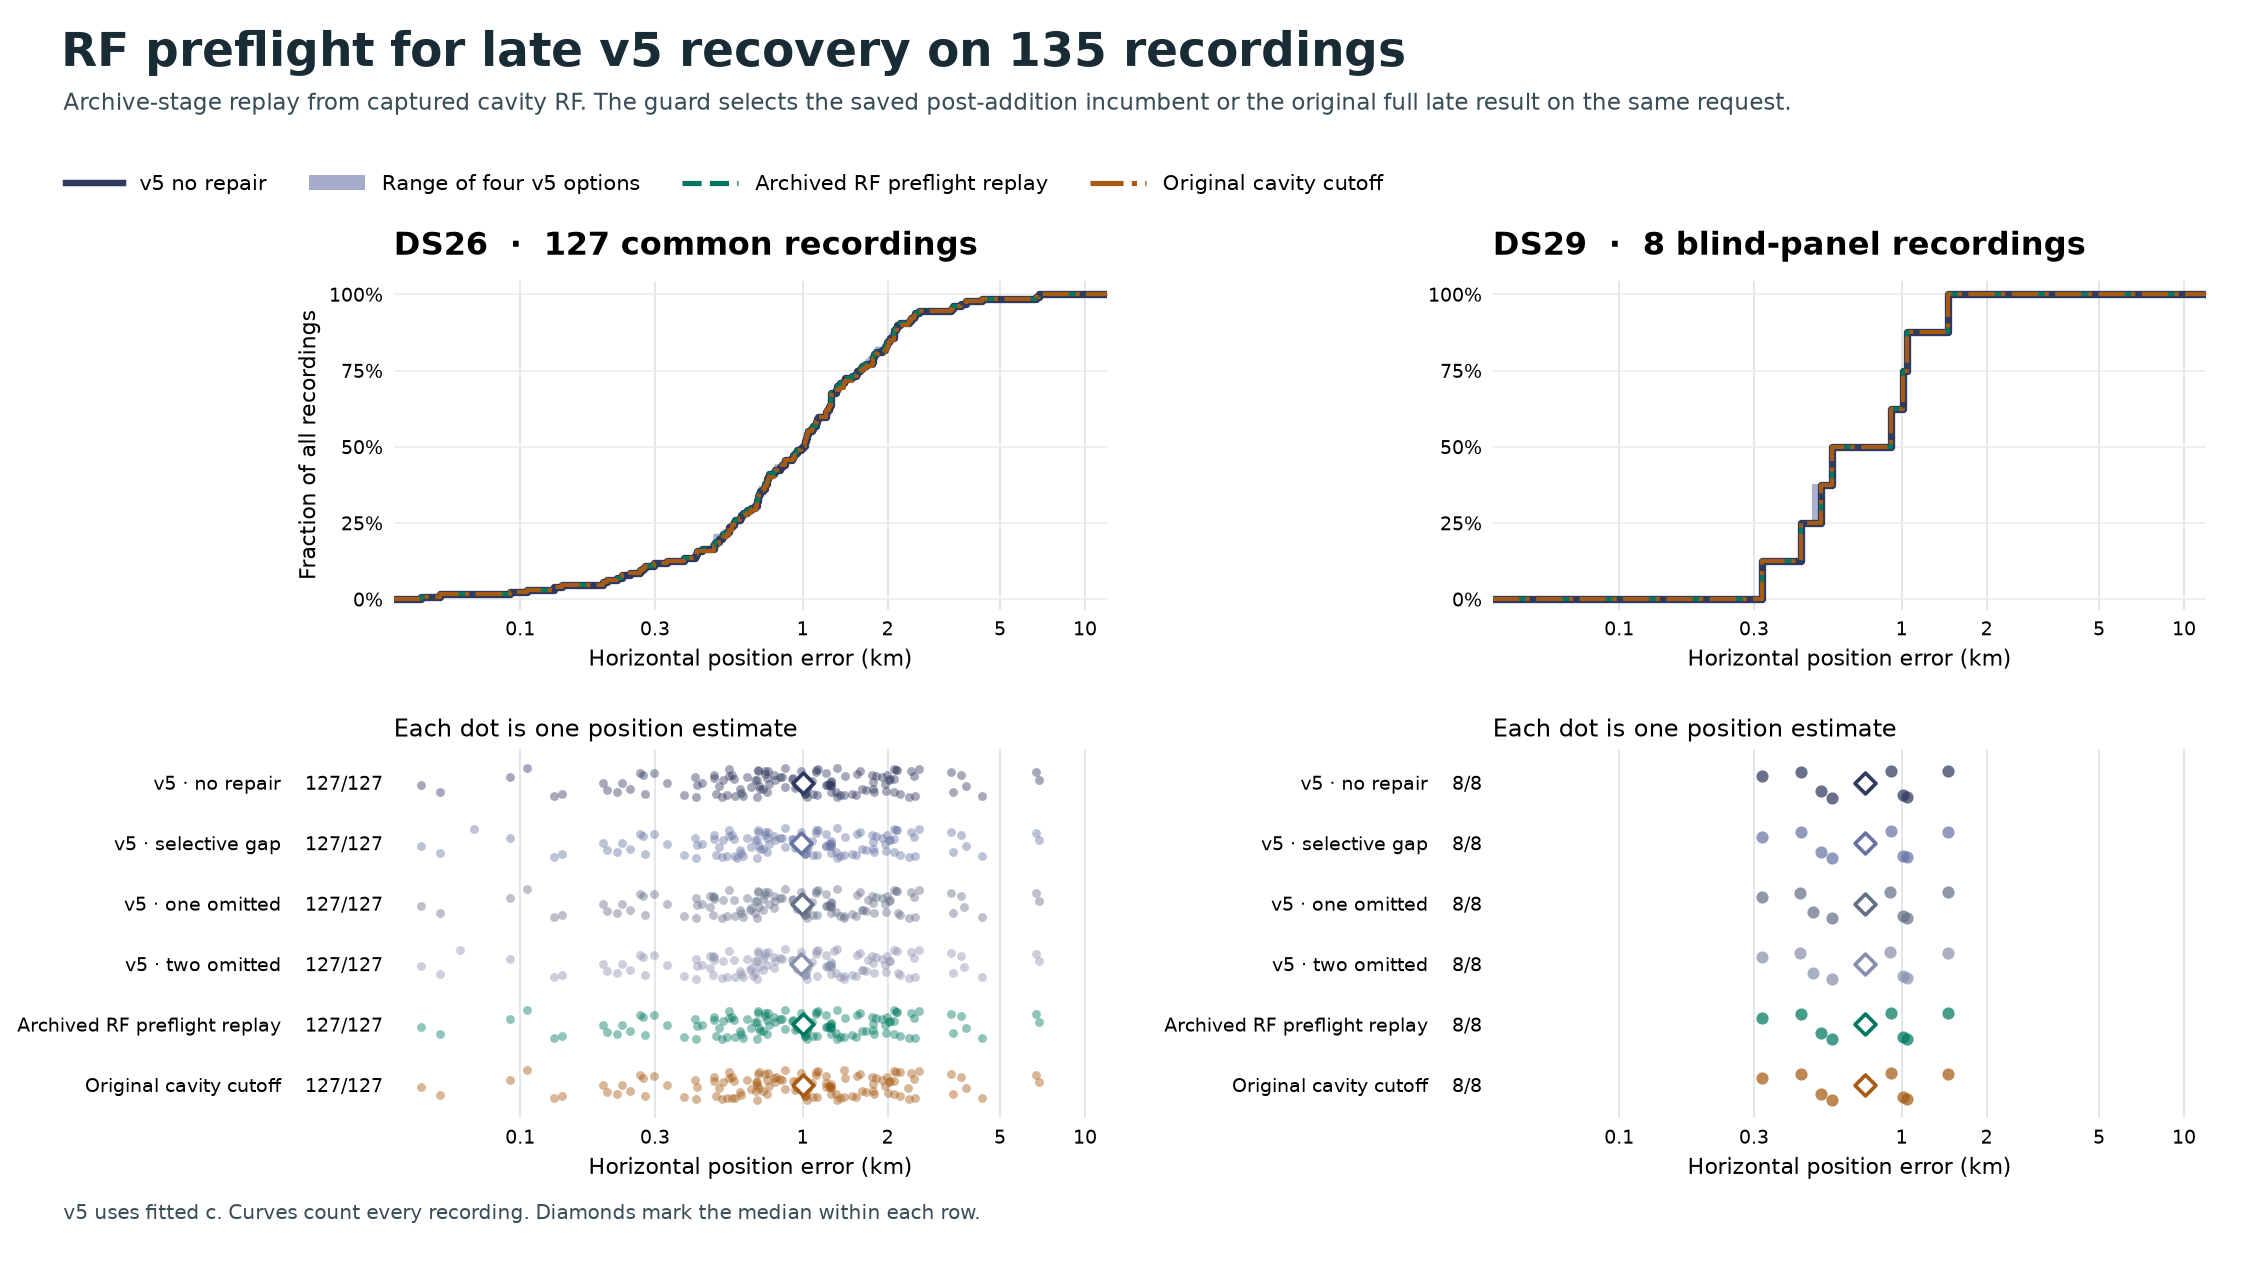 RF preflight for late v5 recovery on 135 recordings
Archive-stage replay from captured cavity RF. The guard selects the saved post-addition incumbent or the original full late result on the same request.
v5 no repair
Range of four v5 options
Archived RF preflight replay
Original cavity cutoff
DS26 · 127 common recordings
Fraction of all recordings
100%
75%
50%
25%
0%
0.1 0.3 1 2 5 10
Horizontal position error (km)
DS29 · 8 blind-panel recordings
100%
75%
50%
25%
0%
0.1 0.3 1 2 5 10
Horizontal position error (km)
Each dot is one position estimate
v5 · no repair 127/127
v5 · selective gap 127/127
v5 · one omitted 127/127
v5 · two omitted 127/127
Archived RF preflight replay 127/127
Original cavity cutoff 127/127
0.1 0.3 1 2 5 10
Horizontal position error (km)
Each dot is one position estimate
v5 · no repair 8/8
v5 · selective gap 8/8
v5 · one omitted 8/8
v5 · two omitted 8/8
Archived RF preflight replay 8/8
Original cavity cutoff 8/8
0.1 0.3 1 2 5 10
Horizontal position error (km)
v5 uses fitted c. Curves count every recording. Diamonds mark the median within each row.